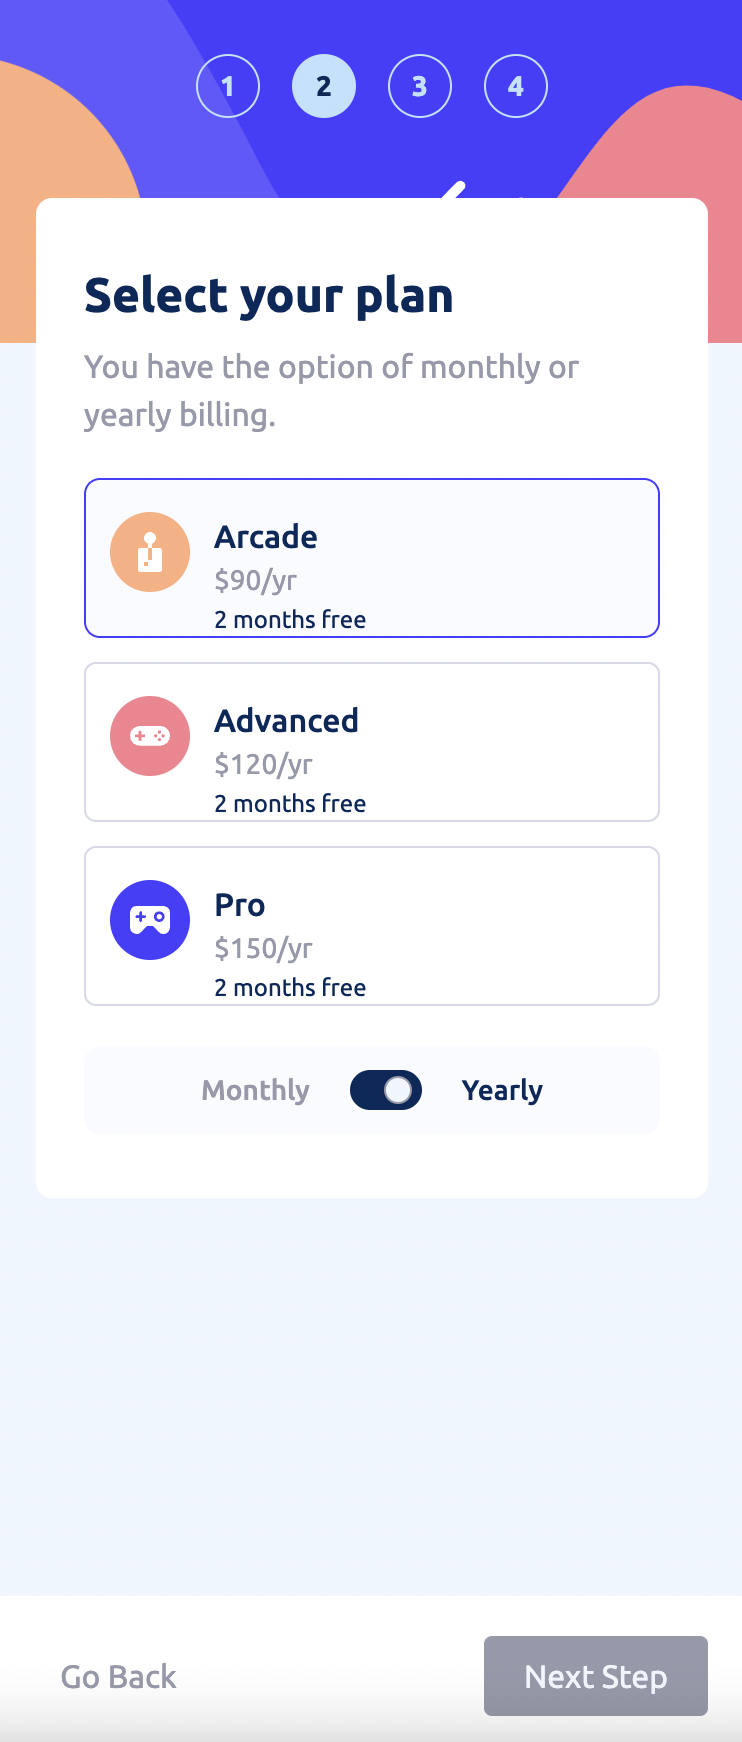 1 2 3 4
Select your plan
You have the option of monthly or
yearly billing.
Arcade
$90/yr
2 months free
Advanced
$120/yr
2 months free
Pro
$150/yr
2 months free
Monthly Yearly
Go Back Next Step